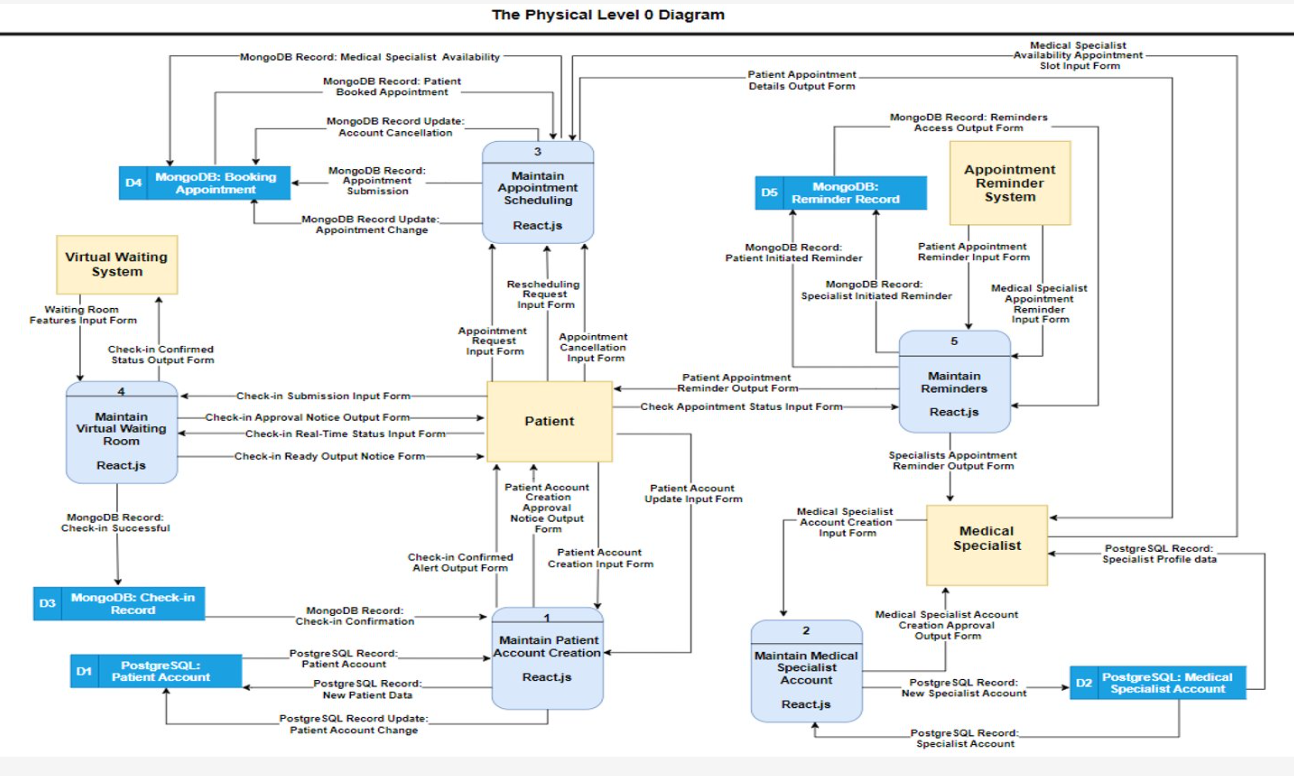 The Physical Level 0 Diagram
MongoDB Record: Medical Specialist Availability
MongoDB Record: Patient
Booked Appointment
MongoDB Record Update:
Account Cancellation
MongoDB Record:
Appointment
Submission
MongoDB Record Update:
Appointment Change
D4
MongoDB: Booking
Appointment
3
Maintain
Appointment
Scheduling
React.js
Medical Specialist
Availability Appointment
Slot Input Form
Patient Appointment
Details Output Form
MongoDB Record: Reminders
Access Output Form
D5
MongoDB:
Reminder Record
Appointment
Reminder
System
MongoDB Record:
Patient Initiated Reminder
MongoDB Record:
Specialist Initiated Reminder
Patient Appointment
Reminder Input Form
Medical Specialist
Appointment
Reminder
Input Form
Virtual Waiting
System
Waiting Room
Features Input Form
Check-in Confirmed
Status Output Form
Appointment
Request
Input Form
Rescheduling
Request
Input Form
Appointment
Cancellation
Input Form
5
Maintain
Reminders
React.js
4
Maintain
Virtual Waiting
Room
React.js
Check-in Submission Input Form
Check-in Approval Notice Output Form
Check-in Real-Time Status Input Form
Check-in Ready Output Notice Form
Patient
Patient Appointment
Reminder Output Form
Check Appointment Status Input Form
Specialists Appointment
Reminder Output Form
MongoDB Record:
Check-in Successful
Patient Account
Creation
Approval
Notice Output
Form
Patient Account
Update Input Form
Check-in Confirmed
Alert Output Form
Patient Account
Creation Input Form
Medical Specialist
Account Creation
Input Form
Medical
Specialist
PostgreSQL Record:
Specialist Profile data
D3
MongoDB: Check-in
Record
MongoDB Record:
Check-in Confirmation
1
Maintain Patient
Account Creation
React.js
Medical Specialist Account
Creation Approval
Output Form
2
Maintain Medical
Specialist
Account
React.js
D1
PostgreSQL:
Patient Account
PostgreSQL Record:
Patient Account
PostgreSQL Record:
New Patient Data
PostgreSQL Record Update:
Patient Account Change
PostgreSQL Record:
New Specialist Account
D2
PostgreSQL: Medical
Specialist Account
PostgreSQL Record:
Specialist Account